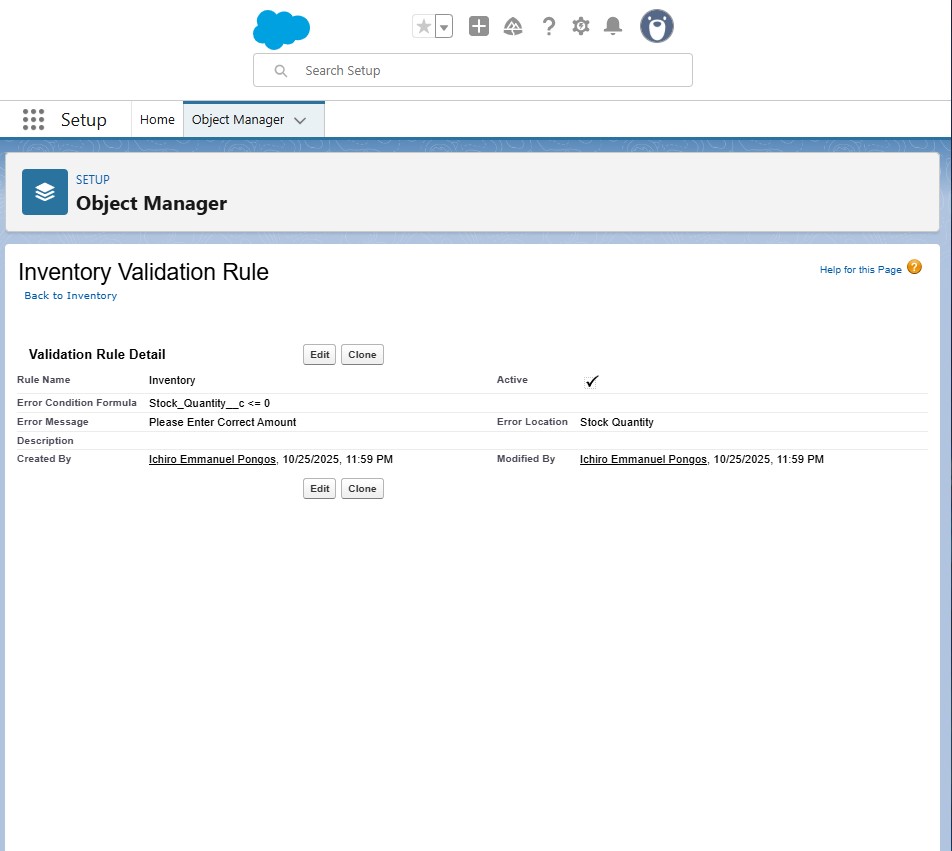 Search Setup
Setup Home Object Manager
SETUP
Object Manager
Inventory Validation Rule
Help for this Page ?
Back to Inventory
Validation Rule Detail Edit Clone
Rule Name Inventory Active
Error Condition Formula Stock_Quantity__c <= 0
Error Message Please Enter Correct Amount Error Location Stock Quantity
Description
Created By Ichiro Emmanuel Pongos, 10/25/2025, 11:59 PM Modified By Ichiro Emmanuel Pongos, 10/25/2025, 11:59 PM
Edit Clone